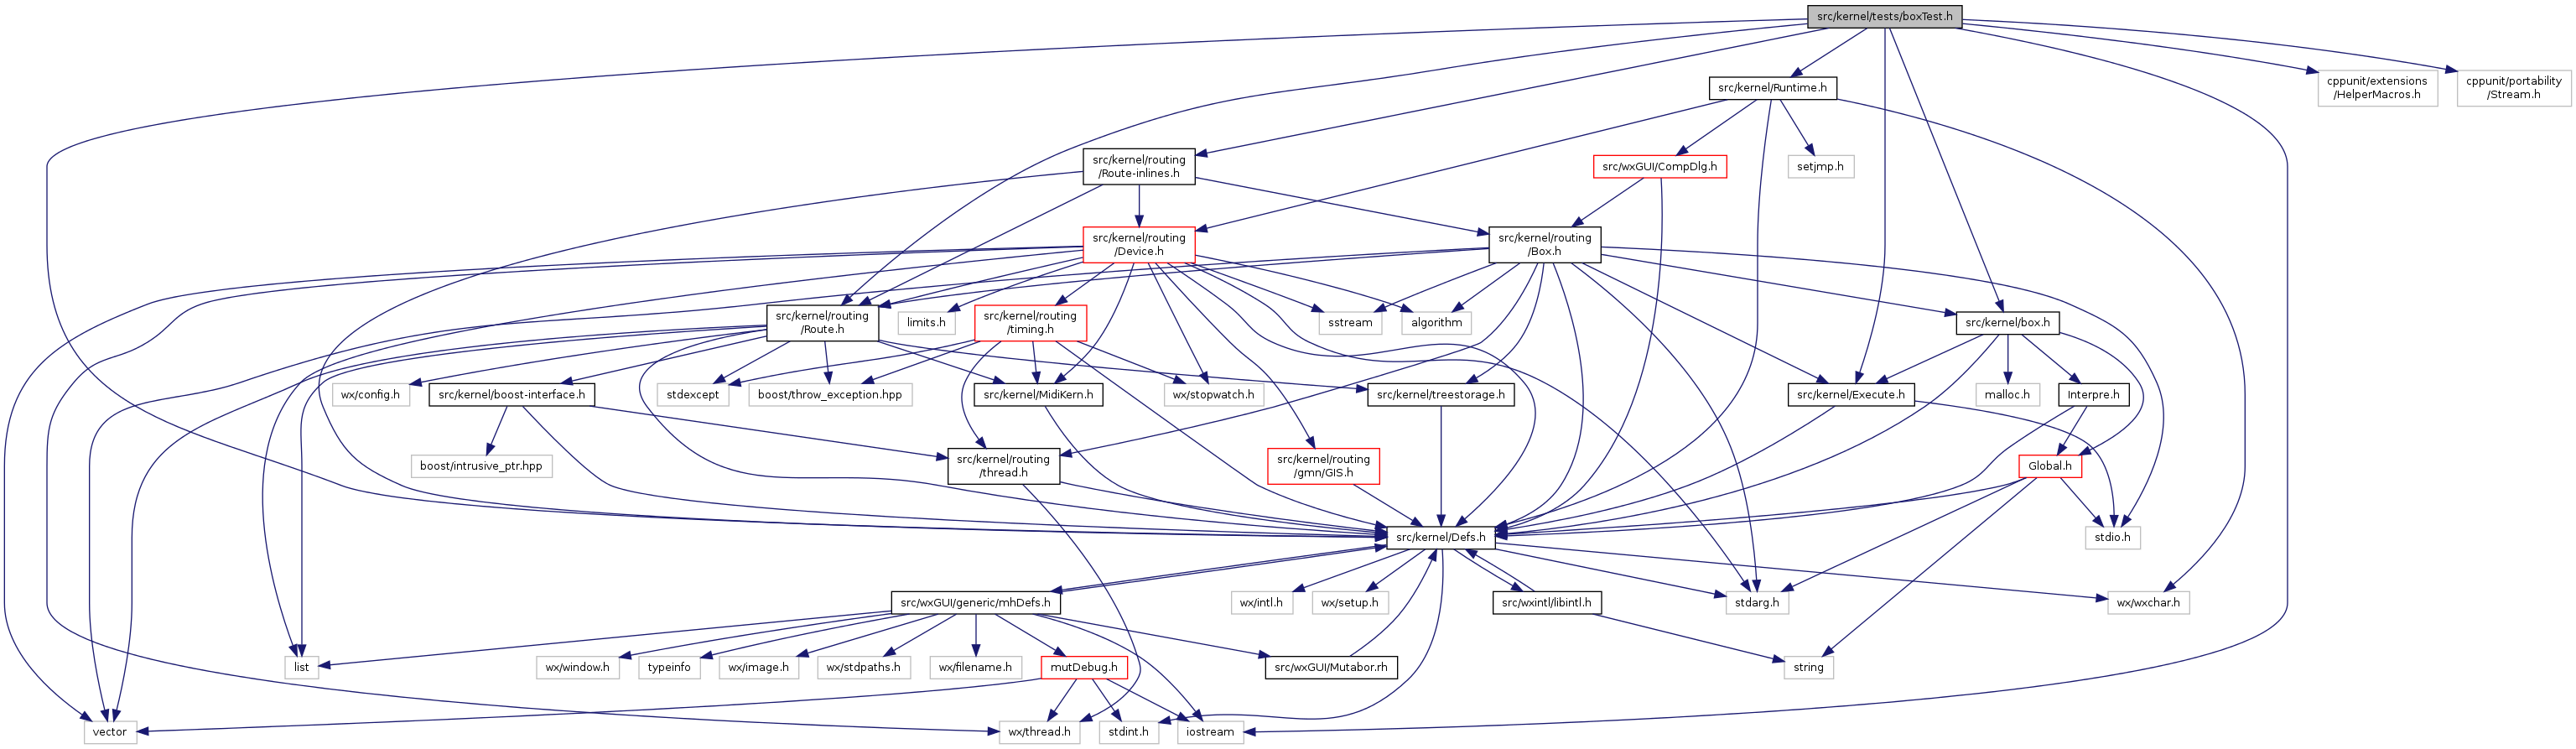 src/kernel/tests/boxTest.h
src/kernel/Runtime.h
cppunit/extensions
/HelperMacros.h
cppunit/portability
/Stream.h
src/kernel/routing
/Route-inlines.h
src/wxGUI/CompDlg.h
setjmp.h
src/kernel/routing
/Device.h
src/kernel/routing
/Box.h
src/kernel/routing
/Route.h
limits.h
src/kernel/routing
/timing.h
sstream
algorithm
src/kernel/box.h
wx/config.h
src/kernel/boost-interface.h
stdexcept
boost/throw_exception.hpp
src/kernel/MidiKern.h
wx/stopwatch.h
src/kernel/treestorage.h
src/kernel/Execute.h
malloc.h
Interpre.h
boost/intrusive_ptr.hpp
src/kernel/routing
/thread.h
src/kernel/routing
/gmn/GIS.h
Global.h
src/kernel/Defs.h
stdio.h
src/wxGUI/generic/mhDefs.h
wx/intl.h
wx/setup.h
src/wxintl/libintl.h
stdarg.h
wx/wxchar.h
list
wx/window.h
typeinfo
wx/image.h
wx/stdpaths.h
wx/filename.h
mutDebug.h
src/wxGUI/Mutabor.rh
string
vector
wx/thread.h
stdint.h
iostream